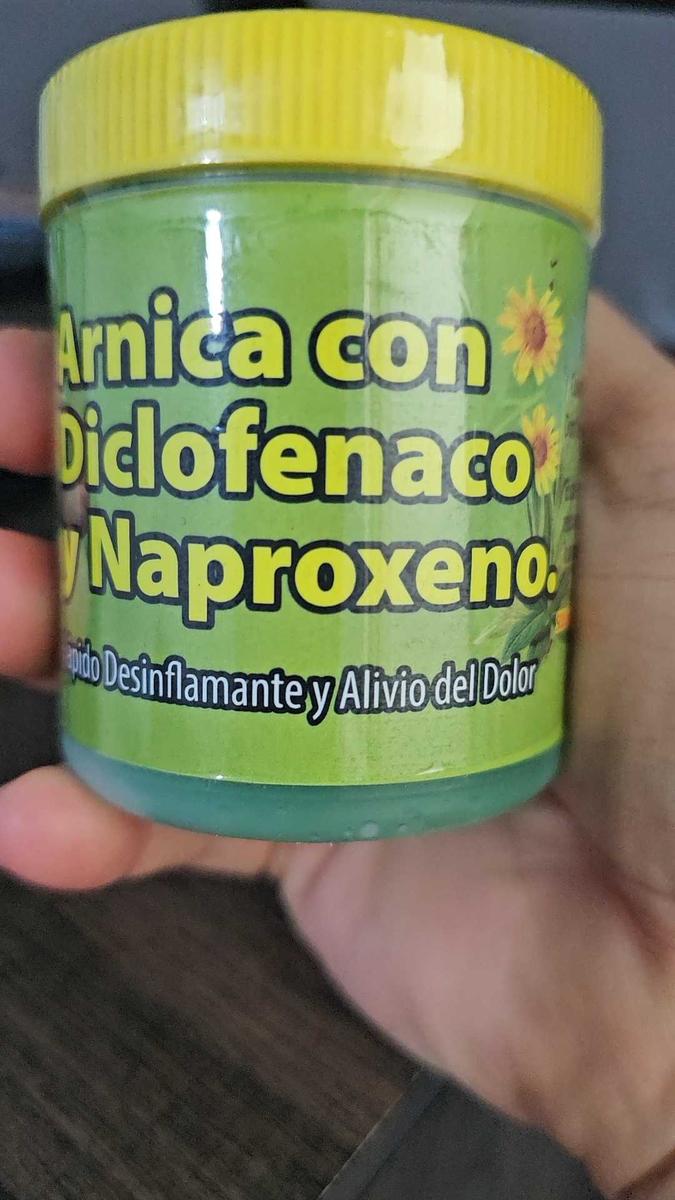 Arnica con
Diclofenaco
y Naproxeno.
Desinflamante y Alivio del Dolor